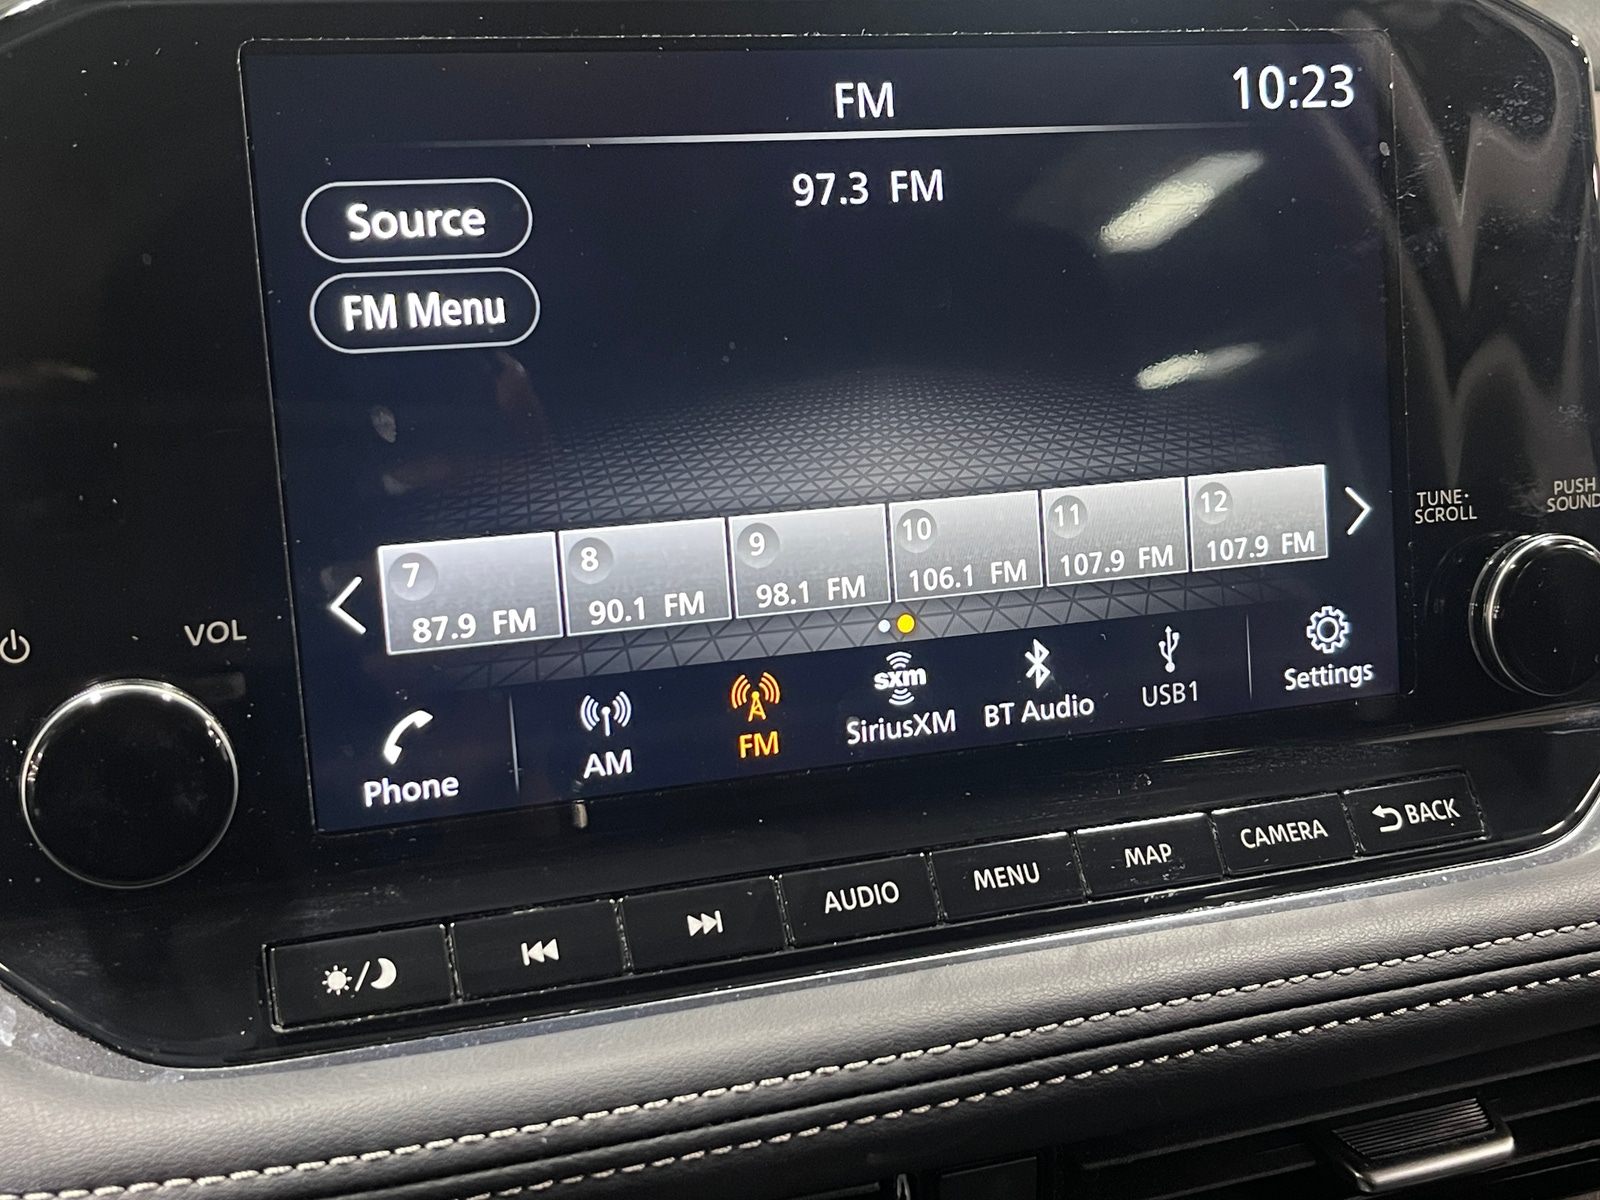 FM
10:23
97.3 FM
Source
FM Menu
7
87.9 FM
8
90.1 FM
9
98.1 FM
10
106.1 FM
11
107.9 FM
12
107.9 FM
VOL
TUNE·
SCROLL
PUSH
SOUND
Phone
AM
FM
sxm
SiriusXM
BT Audio
USB1
Settings
AUDIO
MENU
MAP
CAMERA
BACK